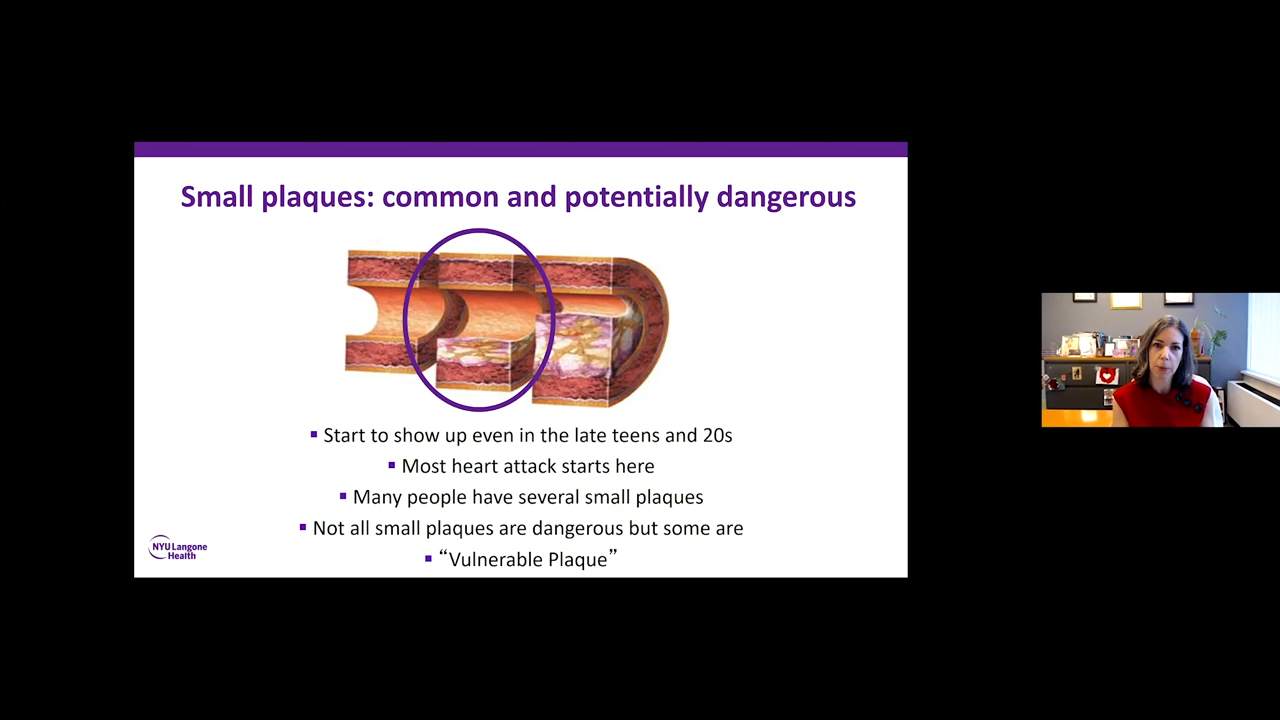 Small plaques: common and potentially dangerous
▪ Start to show up even in the late teens and 20s
▪ Most heart attack starts here
▪ Many people have several small plaques
▪ Not all small plaques are dangerous but some are
▪ “Vulnerable Plaque”
NYU Langone
Health